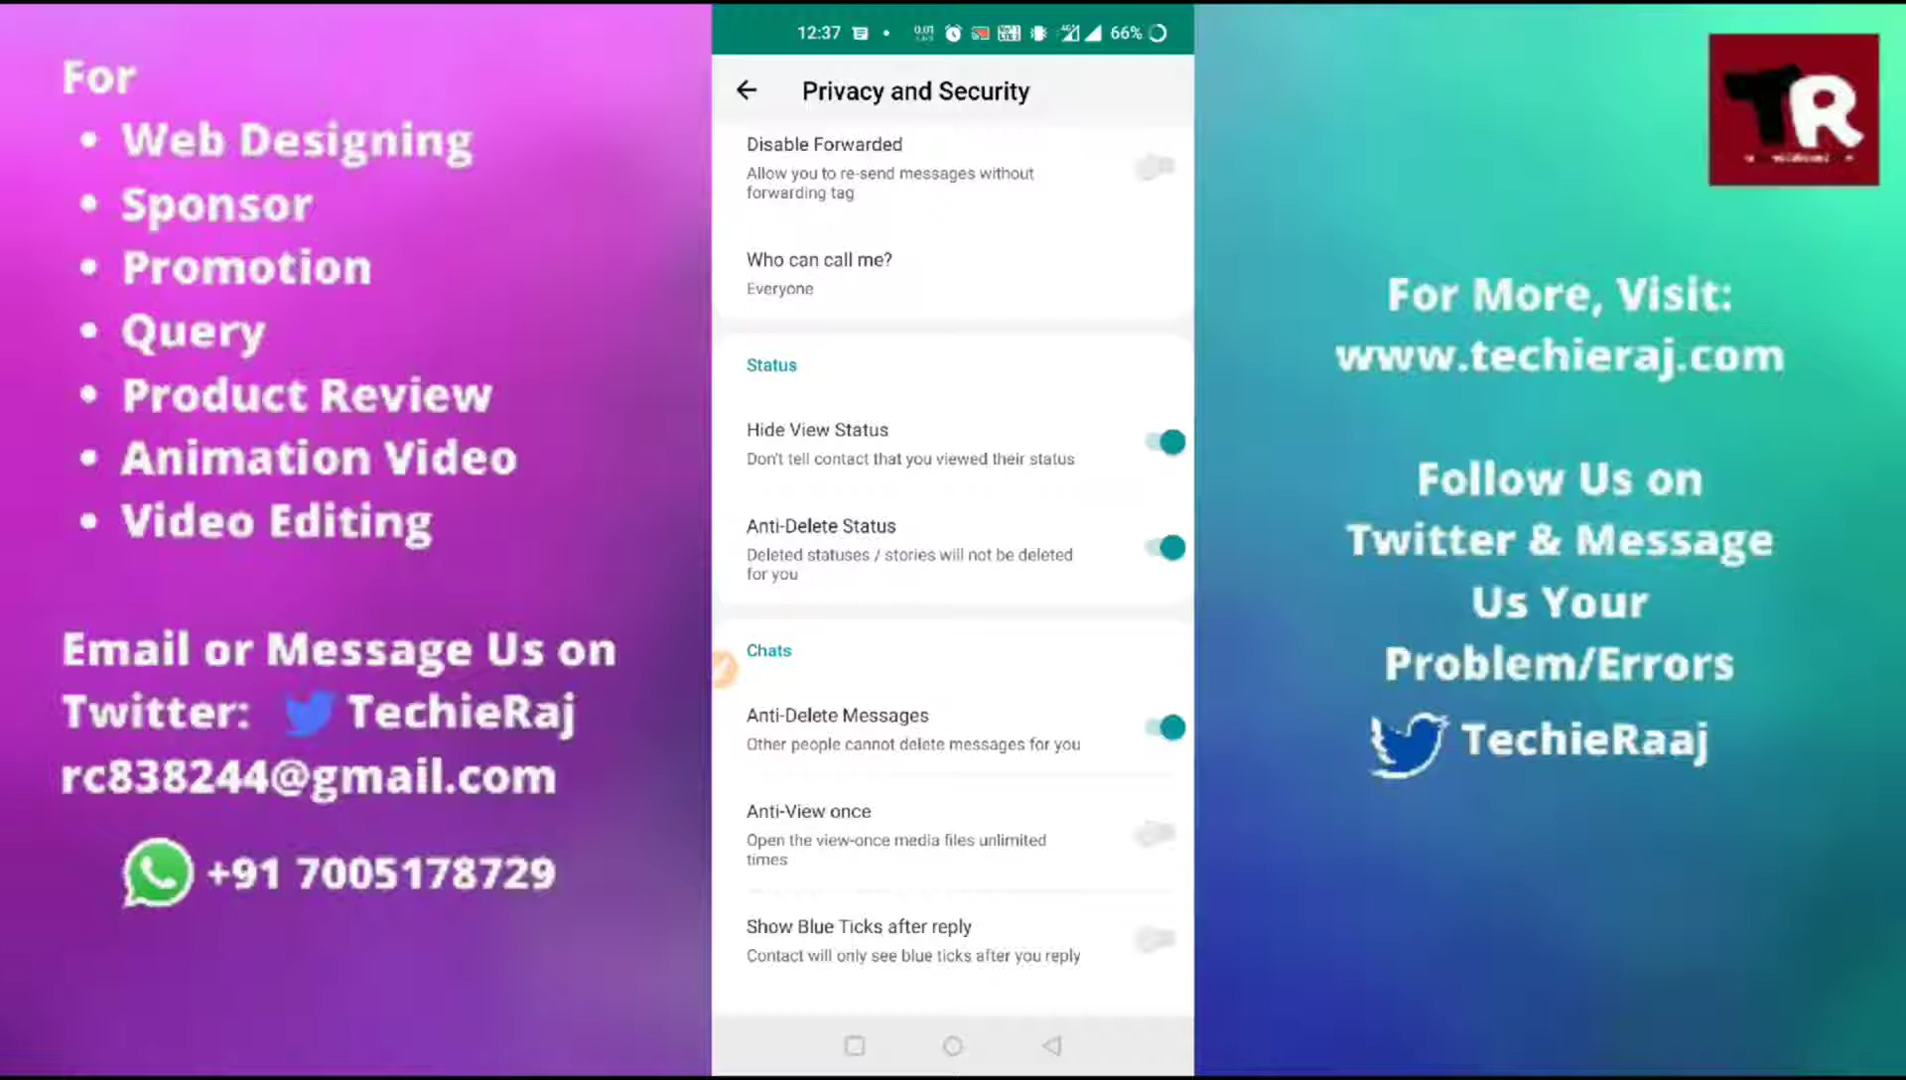 For
• Web Designing
• Sponsor
• Promotion
• Query
• Product Review
• Animation Video
• Video Editing
Email or Message Us on
Twitter: TechieRaj
rc838244@gmail.com
+91 7005178729
12:37
66%
Privacy and Security
Disable Forwarded
Allow you to re-send messages without
forwarding tag
Who can call me?
Everyone
Status
Hide View Status
Don't tell contact that you viewed their status
Anti-Delete Status
Deleted statuses / stories will not be deleted
for you
Chats
Anti-Delete Messages
Other people cannot delete messages for you
Anti-View once
Open the view-once media files unlimited
times
Show Blue Ticks after reply
Contact will only see blue ticks after you reply
TR
For More, Visit:
www.techieraj.com
Follow Us on
Twitter & Message
Us Your
Problem/Errors
TechieRaaj